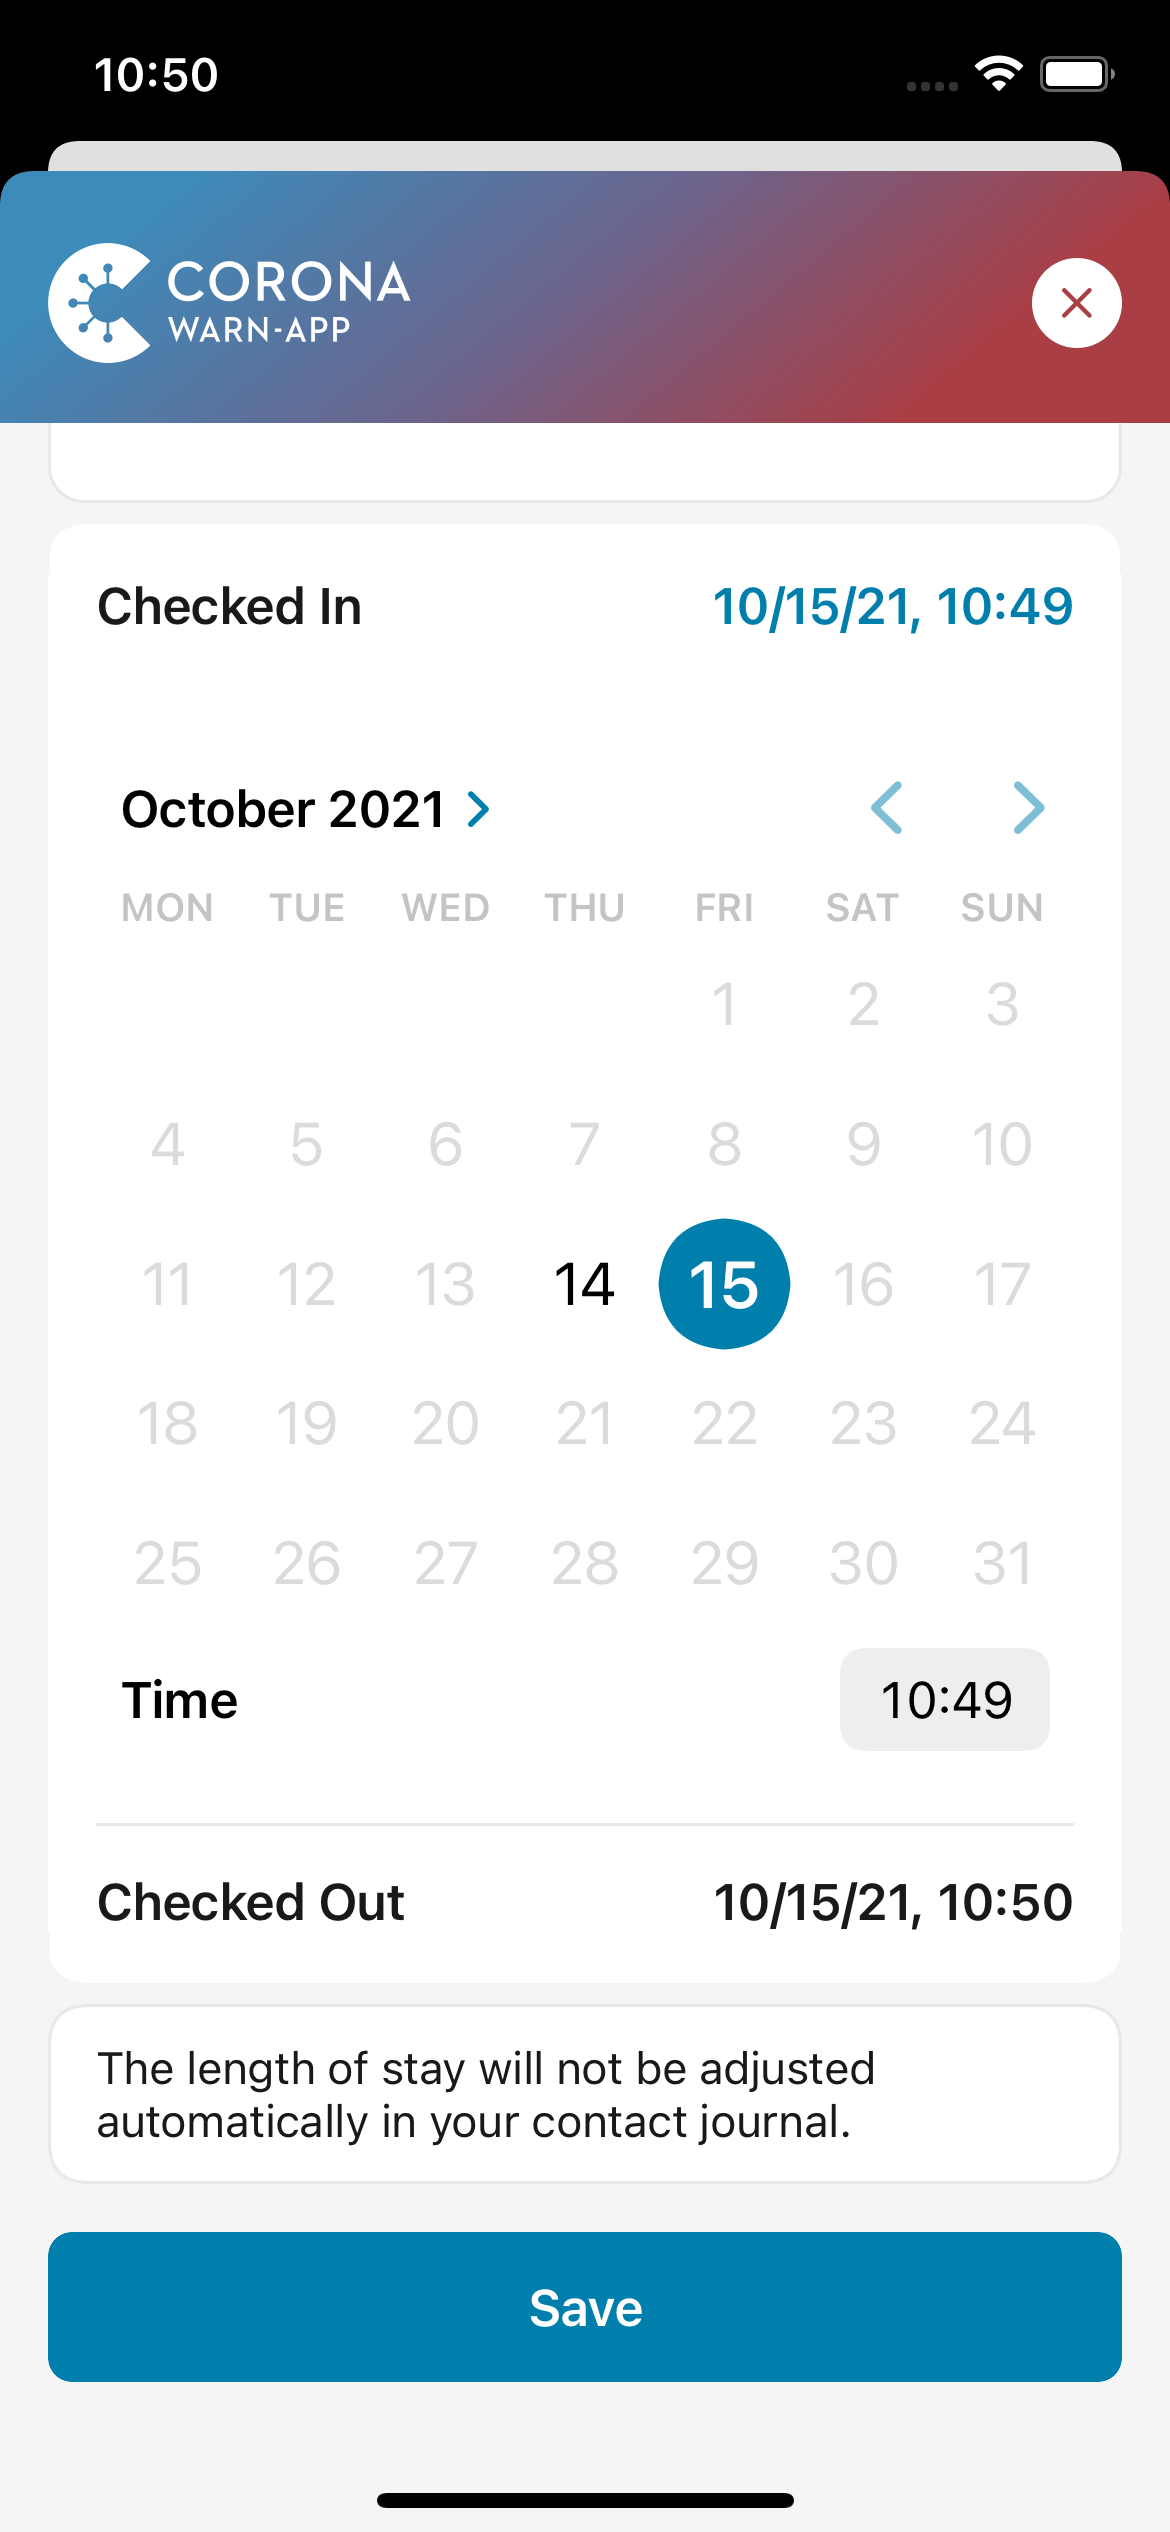 10:50
CORONA
WARN-APP
Checked In 10/15/21, 10:49
October 2021
MON TUE WED THU FRI SAT SUN
1 2 3
4 5 6 7 8 9 10
11 12 13 14 15 16 17
18 19 20 21 22 23 24
25 26 27 28 29 30 31
Time 10:49
Checked Out 10/15/21, 10:50
The length of stay will not be adjusted
automatically in your contact journal.
Save